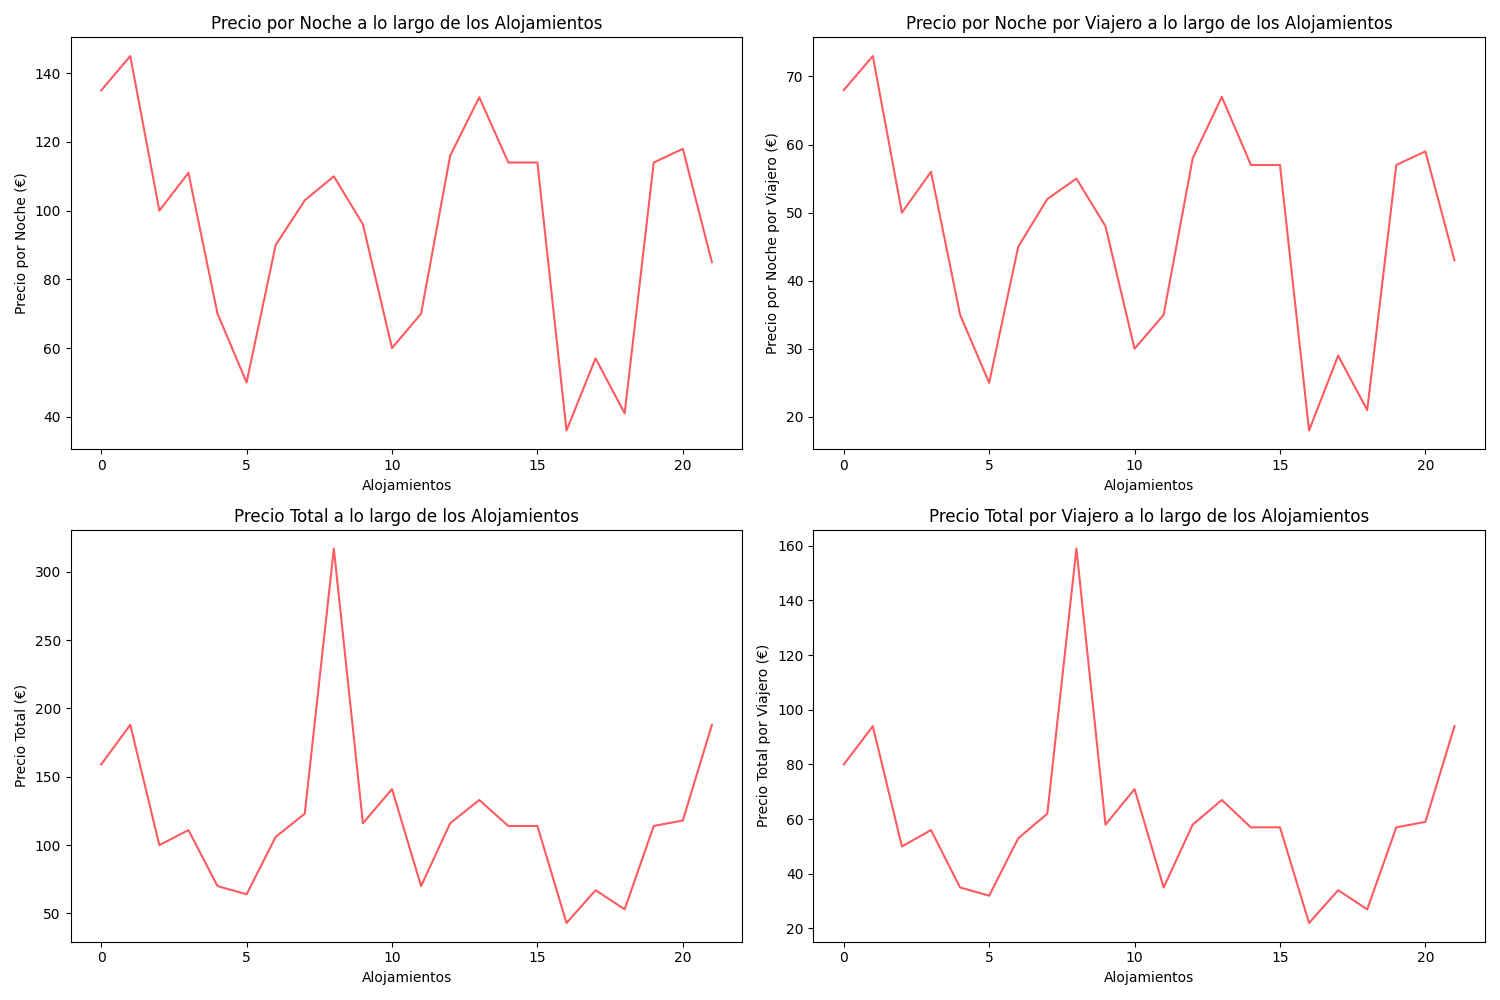 Precio por Noche a lo largo de los Alojamientos
Precio por Noche (€)
140
120
100
80
60
40
0 5 10 15 20
Alojamientos
Precio por Noche por Viajero a lo largo de los Alojamientos
Precio por Noche por Viajero (€)
70
60
50
40
30
20
0 5 10 15 20
Alojamientos
Precio Total a lo largo de los Alojamientos
Precio Total (€)
300
250
200
150
100
50
0 5 10 15 20
Alojamientos
Precio Total por Viajero a lo largo de los Alojamientos
Precio Total por Viajero (€)
160
140
120
100
80
60
40
20
0 5 10 15 20
Alojamientos